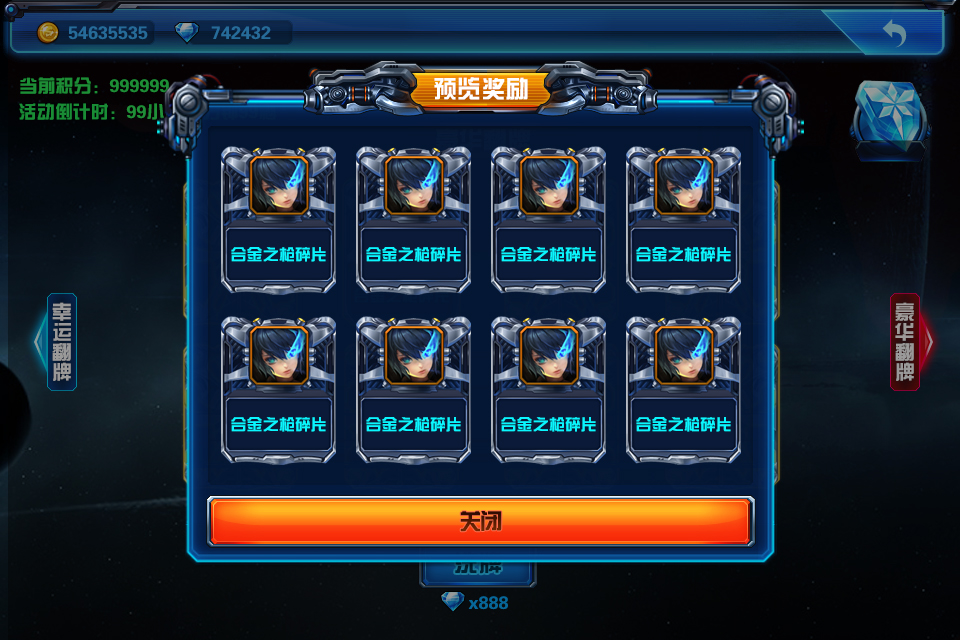 54635535 742432
当前积分：999999
活动倒计时：99小
预览奖励
合金之枪碎片 合金之枪碎片 合金之枪碎片 合金之枪碎片
幸运翻牌
豪华翻牌
合金之枪碎片 合金之枪碎片 合金之枪碎片 合金之枪碎片
关闭
洗牌
x888